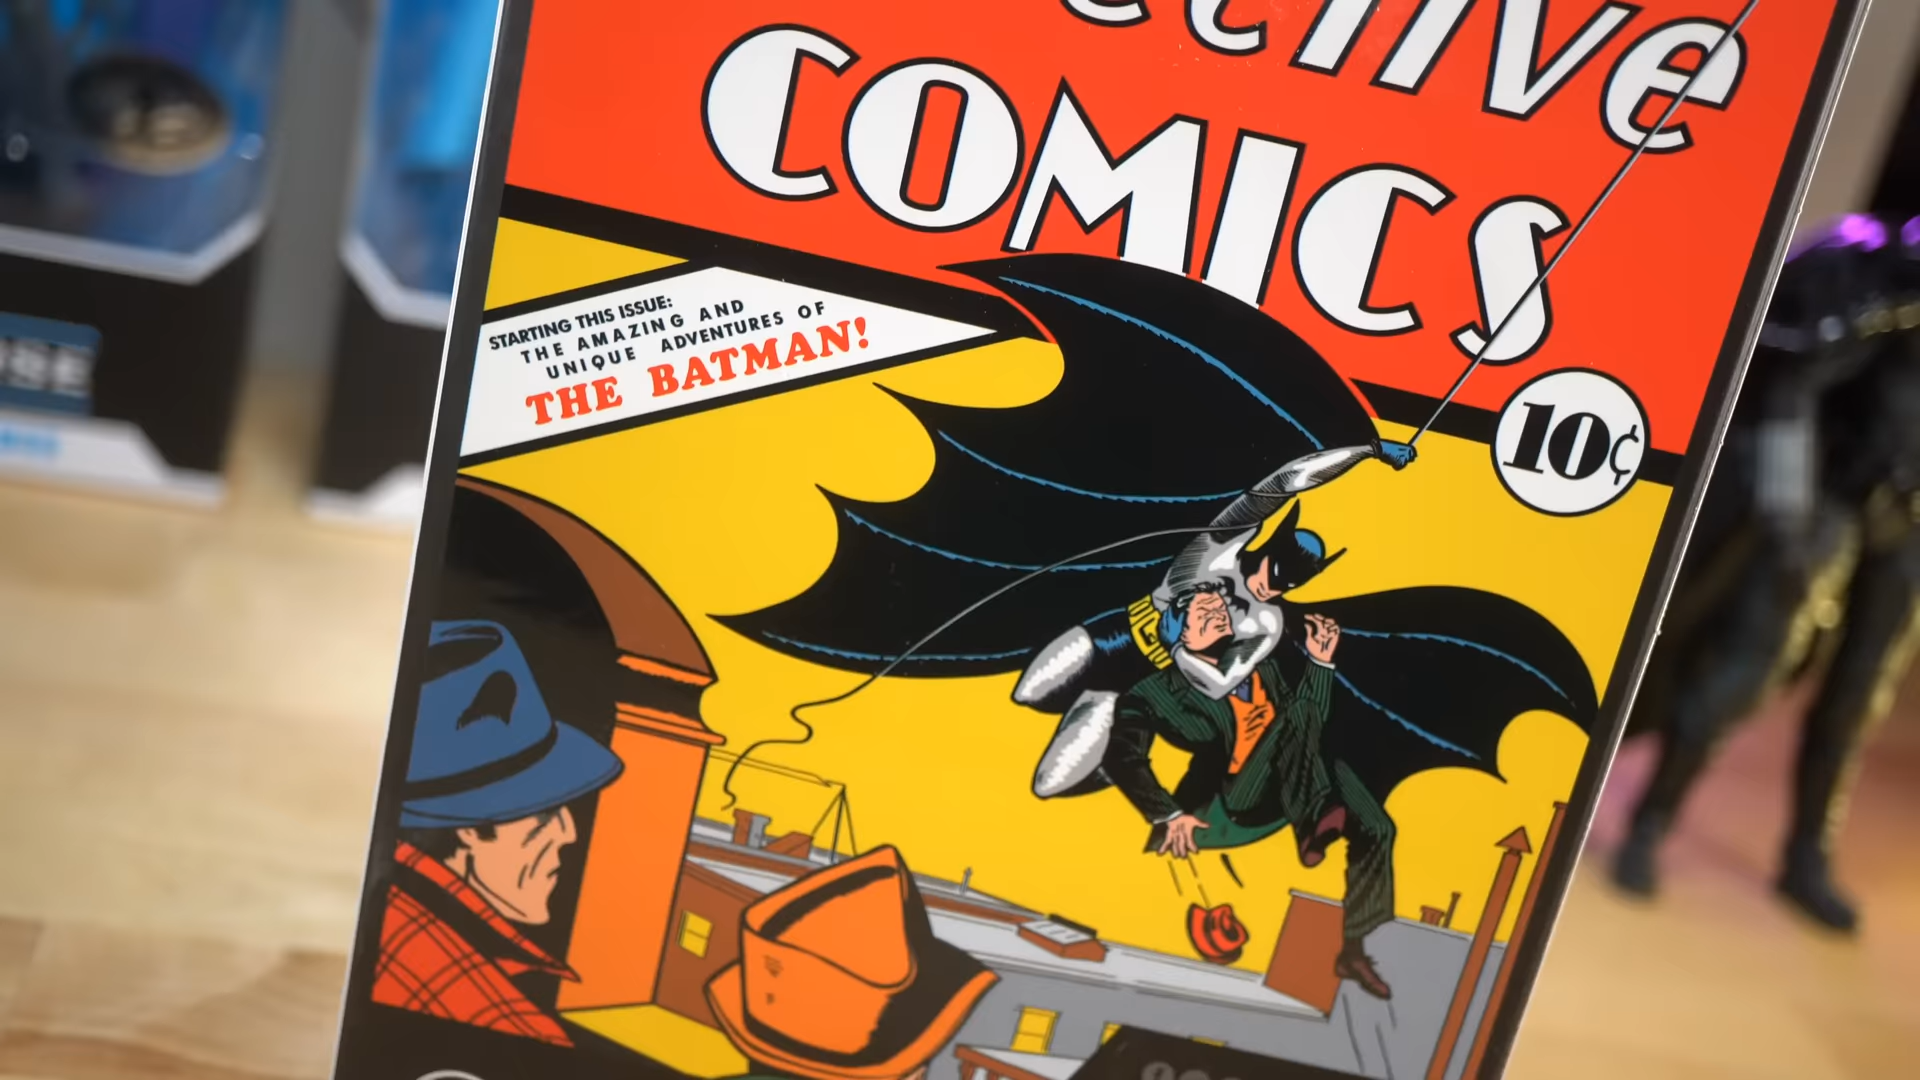 ective
COMICS
STARTING THIS ISSUE:
THE AMAZING AND
UNIQUE ADVENTURES OF
THE BATMAN!
10¢